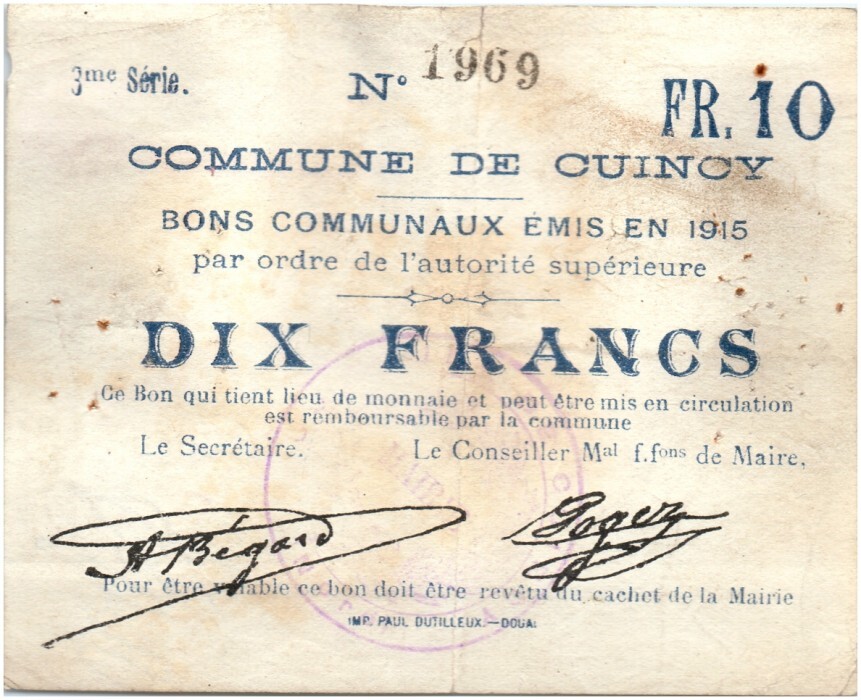 3me Série.
N° 1969
FR. 10
COMMUNE DE CUINCY
BONS COMMUNAUX ÉMIS EN 1915
par ordre de l'autorité supérieure
DIX FRANCS
Ce Bon qui tient lieu de monnaie et peut être mis en circulation
est remboursable par la commune
Le Secrétaire. Le Conseiller Mal f.fons de Maire,
A Bégard
Pour être valable ce bon doit être revêtu du cachet de la Mairie
IMP. PAUL DUTILLEUX.—DOUAI